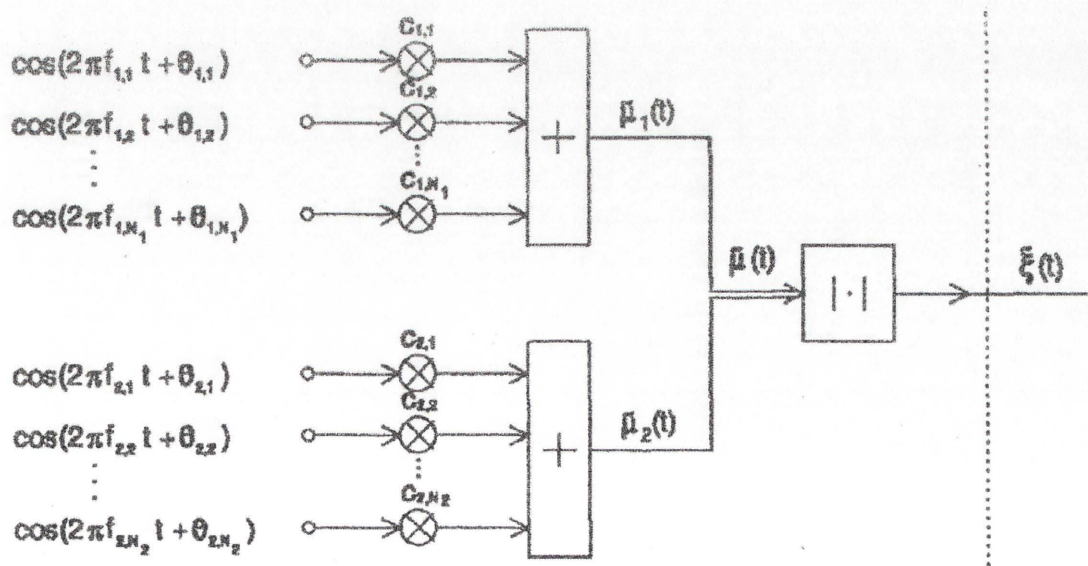 C₁,₁
cos(2πf₁,₁ t + θ₁,₁)
C₁,₂
cos(2πf₁,₂ t + θ₁,₂)
C₁,N₁
cos(2πf₁,N₁ t + θ₁,N₁)
+
μ̃₁(t)
μ̃(t)
|·|
ξ̃(t)
C₂,₁
cos(2πf₂,₁ t + θ₂,₁)
C₂,₂
cos(2πf₂,₂ t + θ₂,₂)
C₂,N₂
cos(2πf₂,N₂ t + θ₂,N₂)
+
μ̃₂(t)